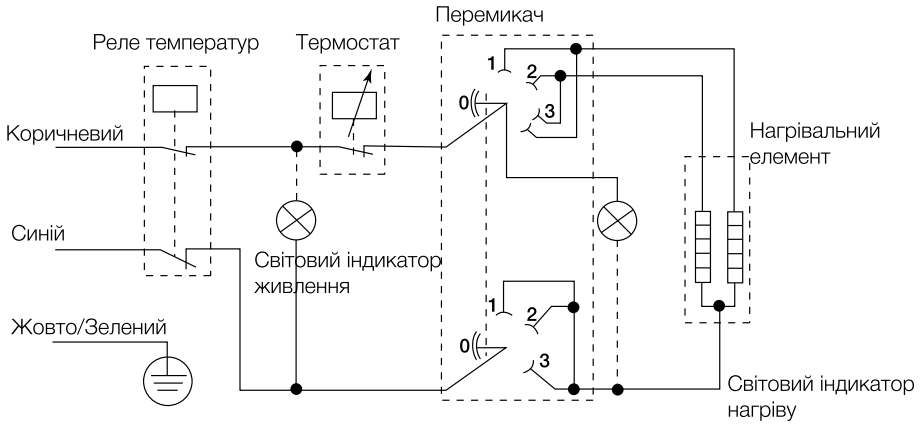 Перемикач
Реле температур
Термостат
1
2
0
3
Коричневий
Нагрівальний
елемент
Синій
Світовий індикатор
живлення
1
2
0
3
Жовто/Зелений
Світовий індикатор
нагріву